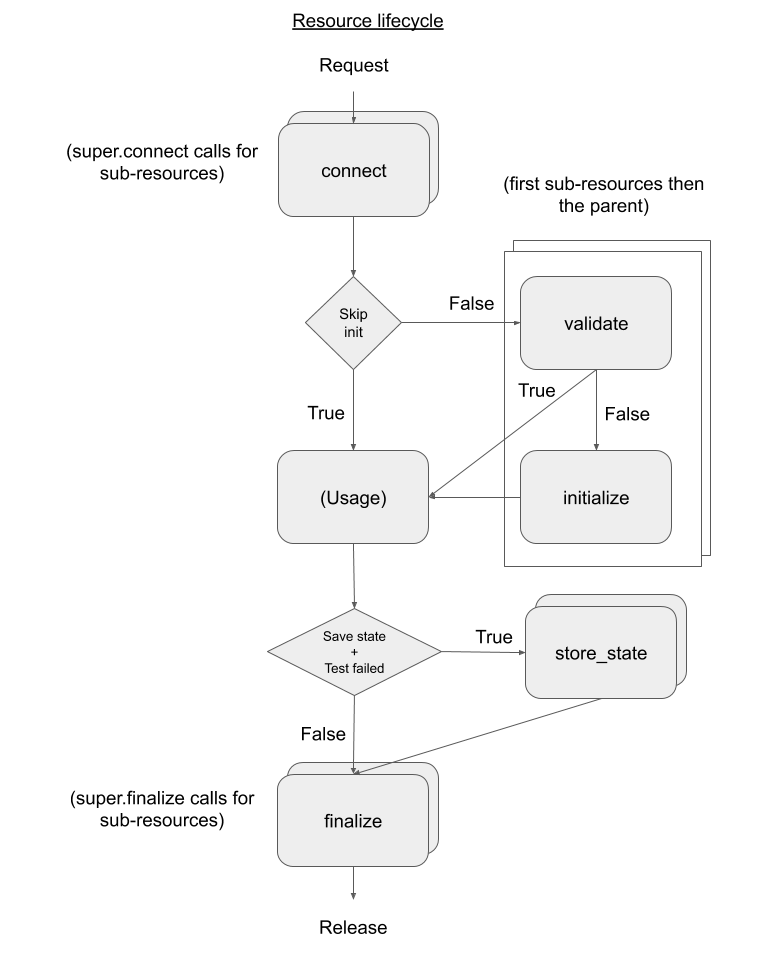 Resource lifecycle
Request
(super.connect calls for
sub-resources)
connect
(first sub-resources then
the parent)
Skip
init
False
validate
True
True
False
(Usage)
initialize
Save state
+
Test failed
True
store_state
False
(super.finalize calls for
sub-resources)
finalize
Release